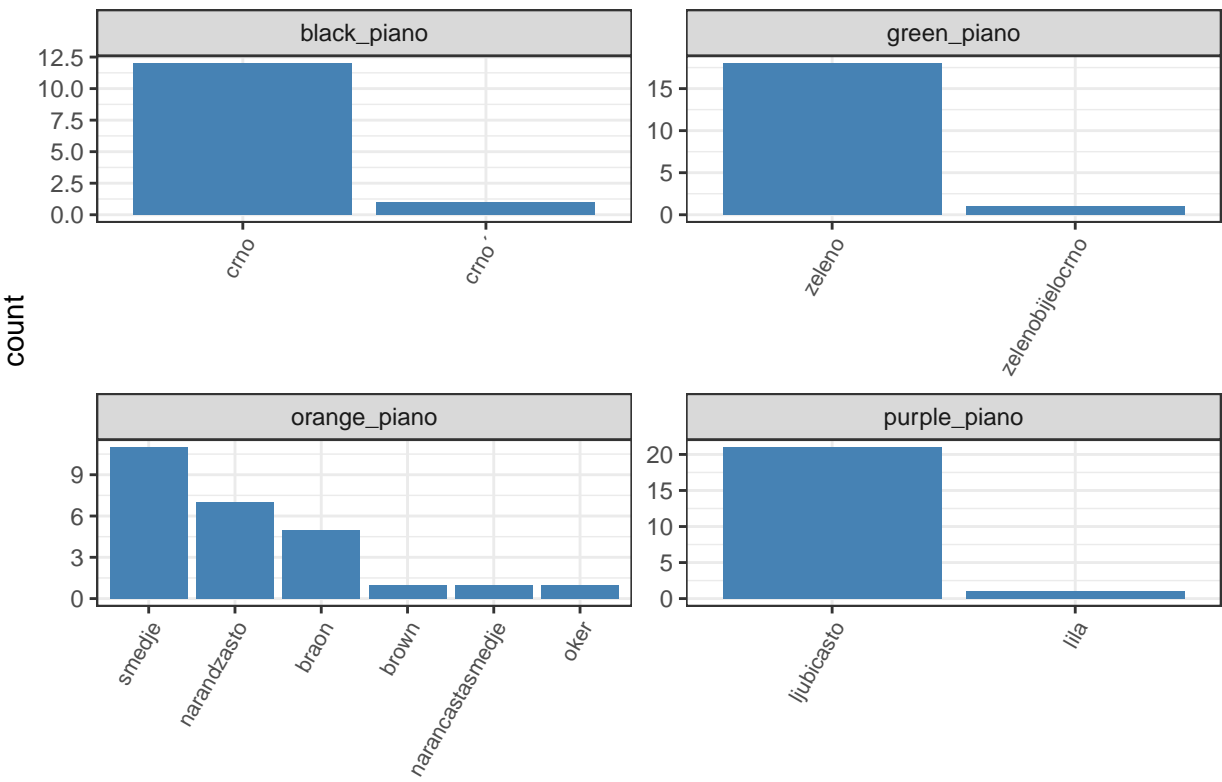 black_piano
12.5
10.0
7.5
5.0
2.5
0.0
crno
crno ´
green_piano
15
10
5
0
zeleno
zelenobijelocrno
count
orange_piano
9
6
3
0
smedje
narandzasto
braon
brown
narancastasmedje
oker
purple_piano
20
15
10
5
0
ljubicasto
lila